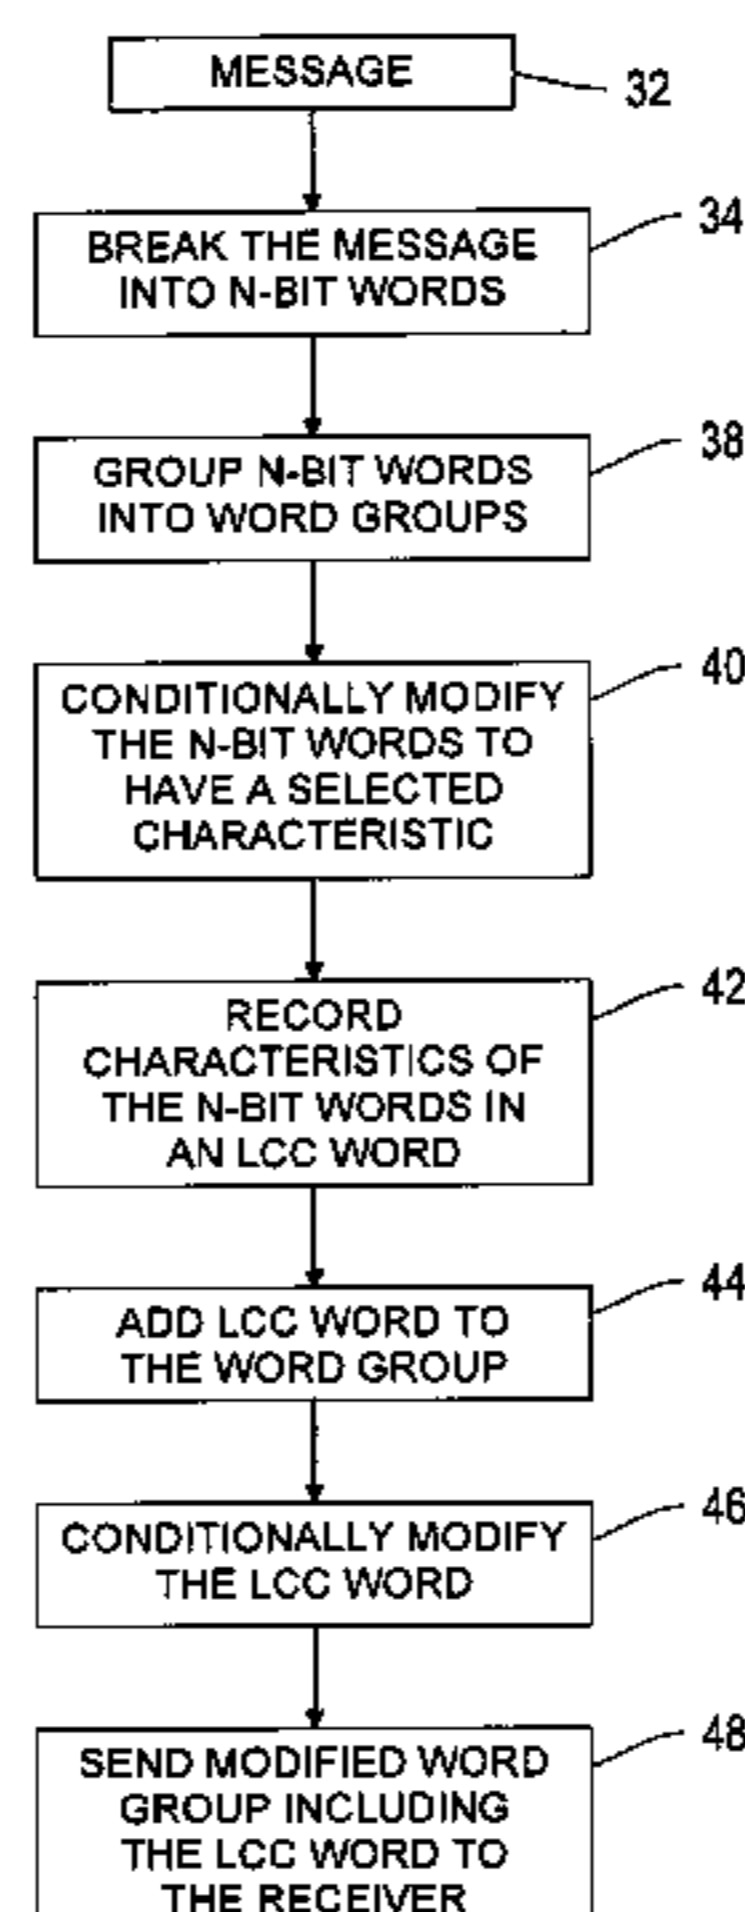 MESSAGE
32
34
BREAK THE MESSAGE
INTO N-BIT WORDS
38
GROUP N-BIT WORDS
INTO WORD GROUPS
40
CONDITIONALLY MODIFY
THE N-BIT WORDS TO
HAVE A SELECTED
CHARACTERISTIC
42
RECORD
CHARACTERISTICS OF
THE N-BIT WORDS IN
AN LCC WORD
44
ADD LCC WORD TO
THE WORD GROUP
46
CONDITIONALLY MODIFY
THE LCC WORD
48
SEND MODIFIED WORD
GROUP INCLUDING
THE LCC WORD TO
THE RECEIVER